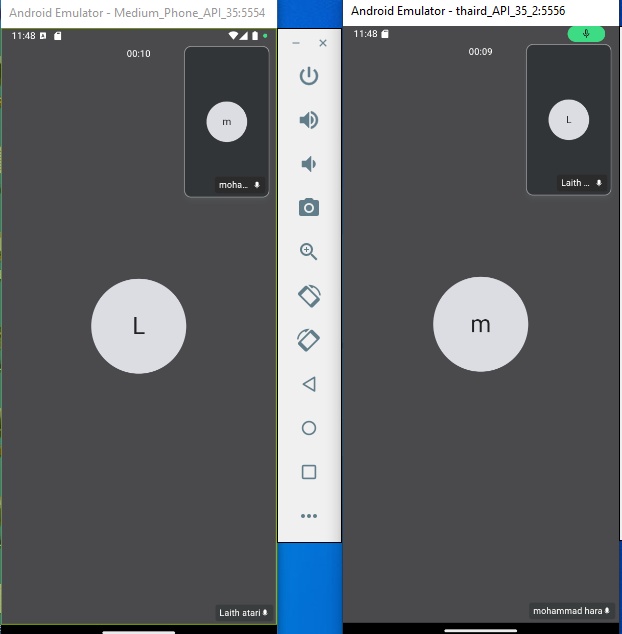 Android Emulator - Medium_Phone_API_35:5554
11:48
00:10
m
moha...
L
Laith atari
Android Emulator - thaird_API_35_2:5556
11:48
00:09
L
Laith ...
m
mohammad hara